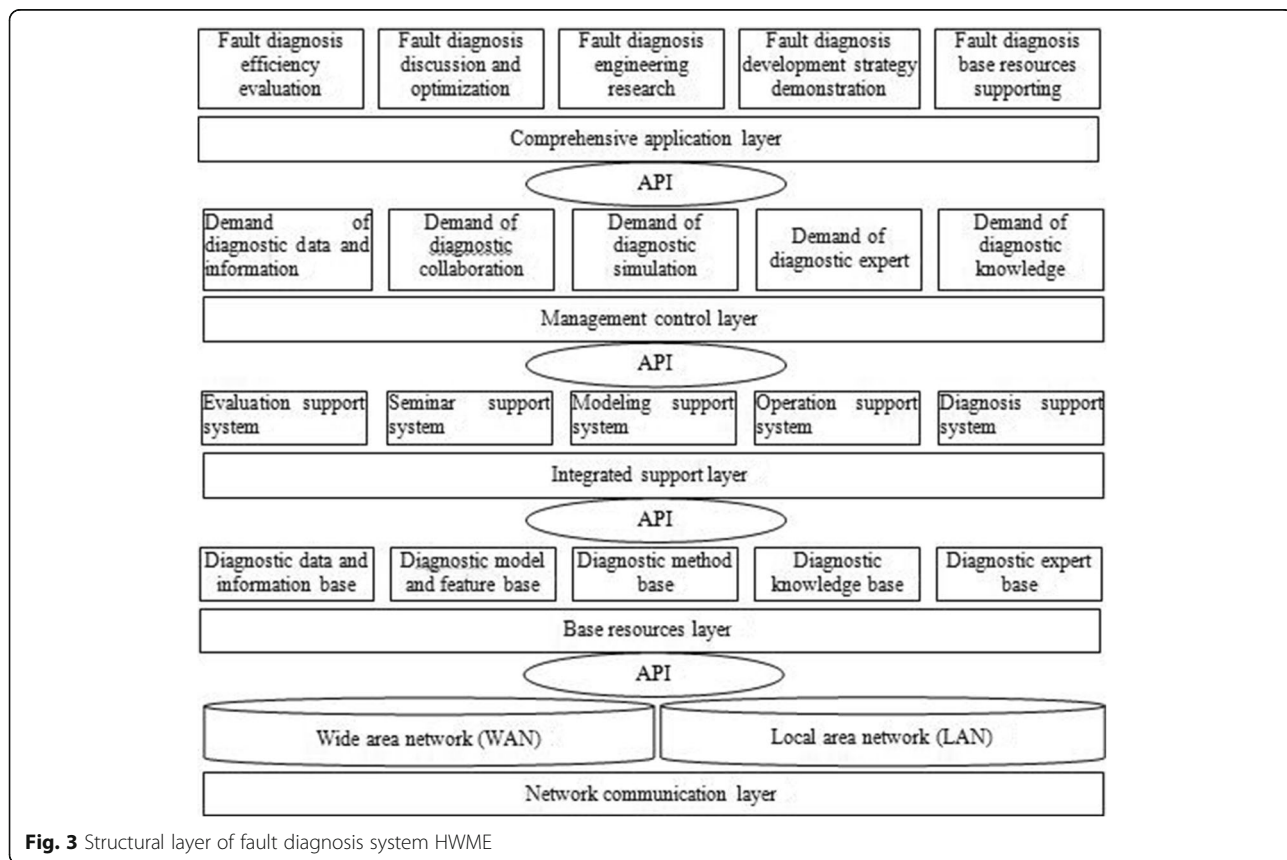 Fault diagnosis
efficiency
evaluation
Fault diagnosis
discussion and
optimization
Fault diagnosis
engineering
research
Fault diagnosis
development strategy
demonstration
Fault diagnosis
base resources
supporting
Comprehensive application layer
API
Demand of
diagnostic data and
information
Demand of
diagnostic
collaboration
Demand of
diagnostic
simulation
Demand of
diagnostic expert
Demand of
diagnostic
knowledge
Management control layer
API
Evaluation support
system
Seminar support
system
Modeling support
system
Operation support
system
Diagnosis support
system
Integrated support layer
API
Diagnostic data and
information base
Diagnostic model
and feature base
Diagnostic method
base
Diagnostic
knowledge base
Diagnostic expert
base
Base resources layer
API
Wide area network (WAN)
Local area network (LAN)
Network communication layer
Fig. 3 Structural layer of fault diagnosis system HWME